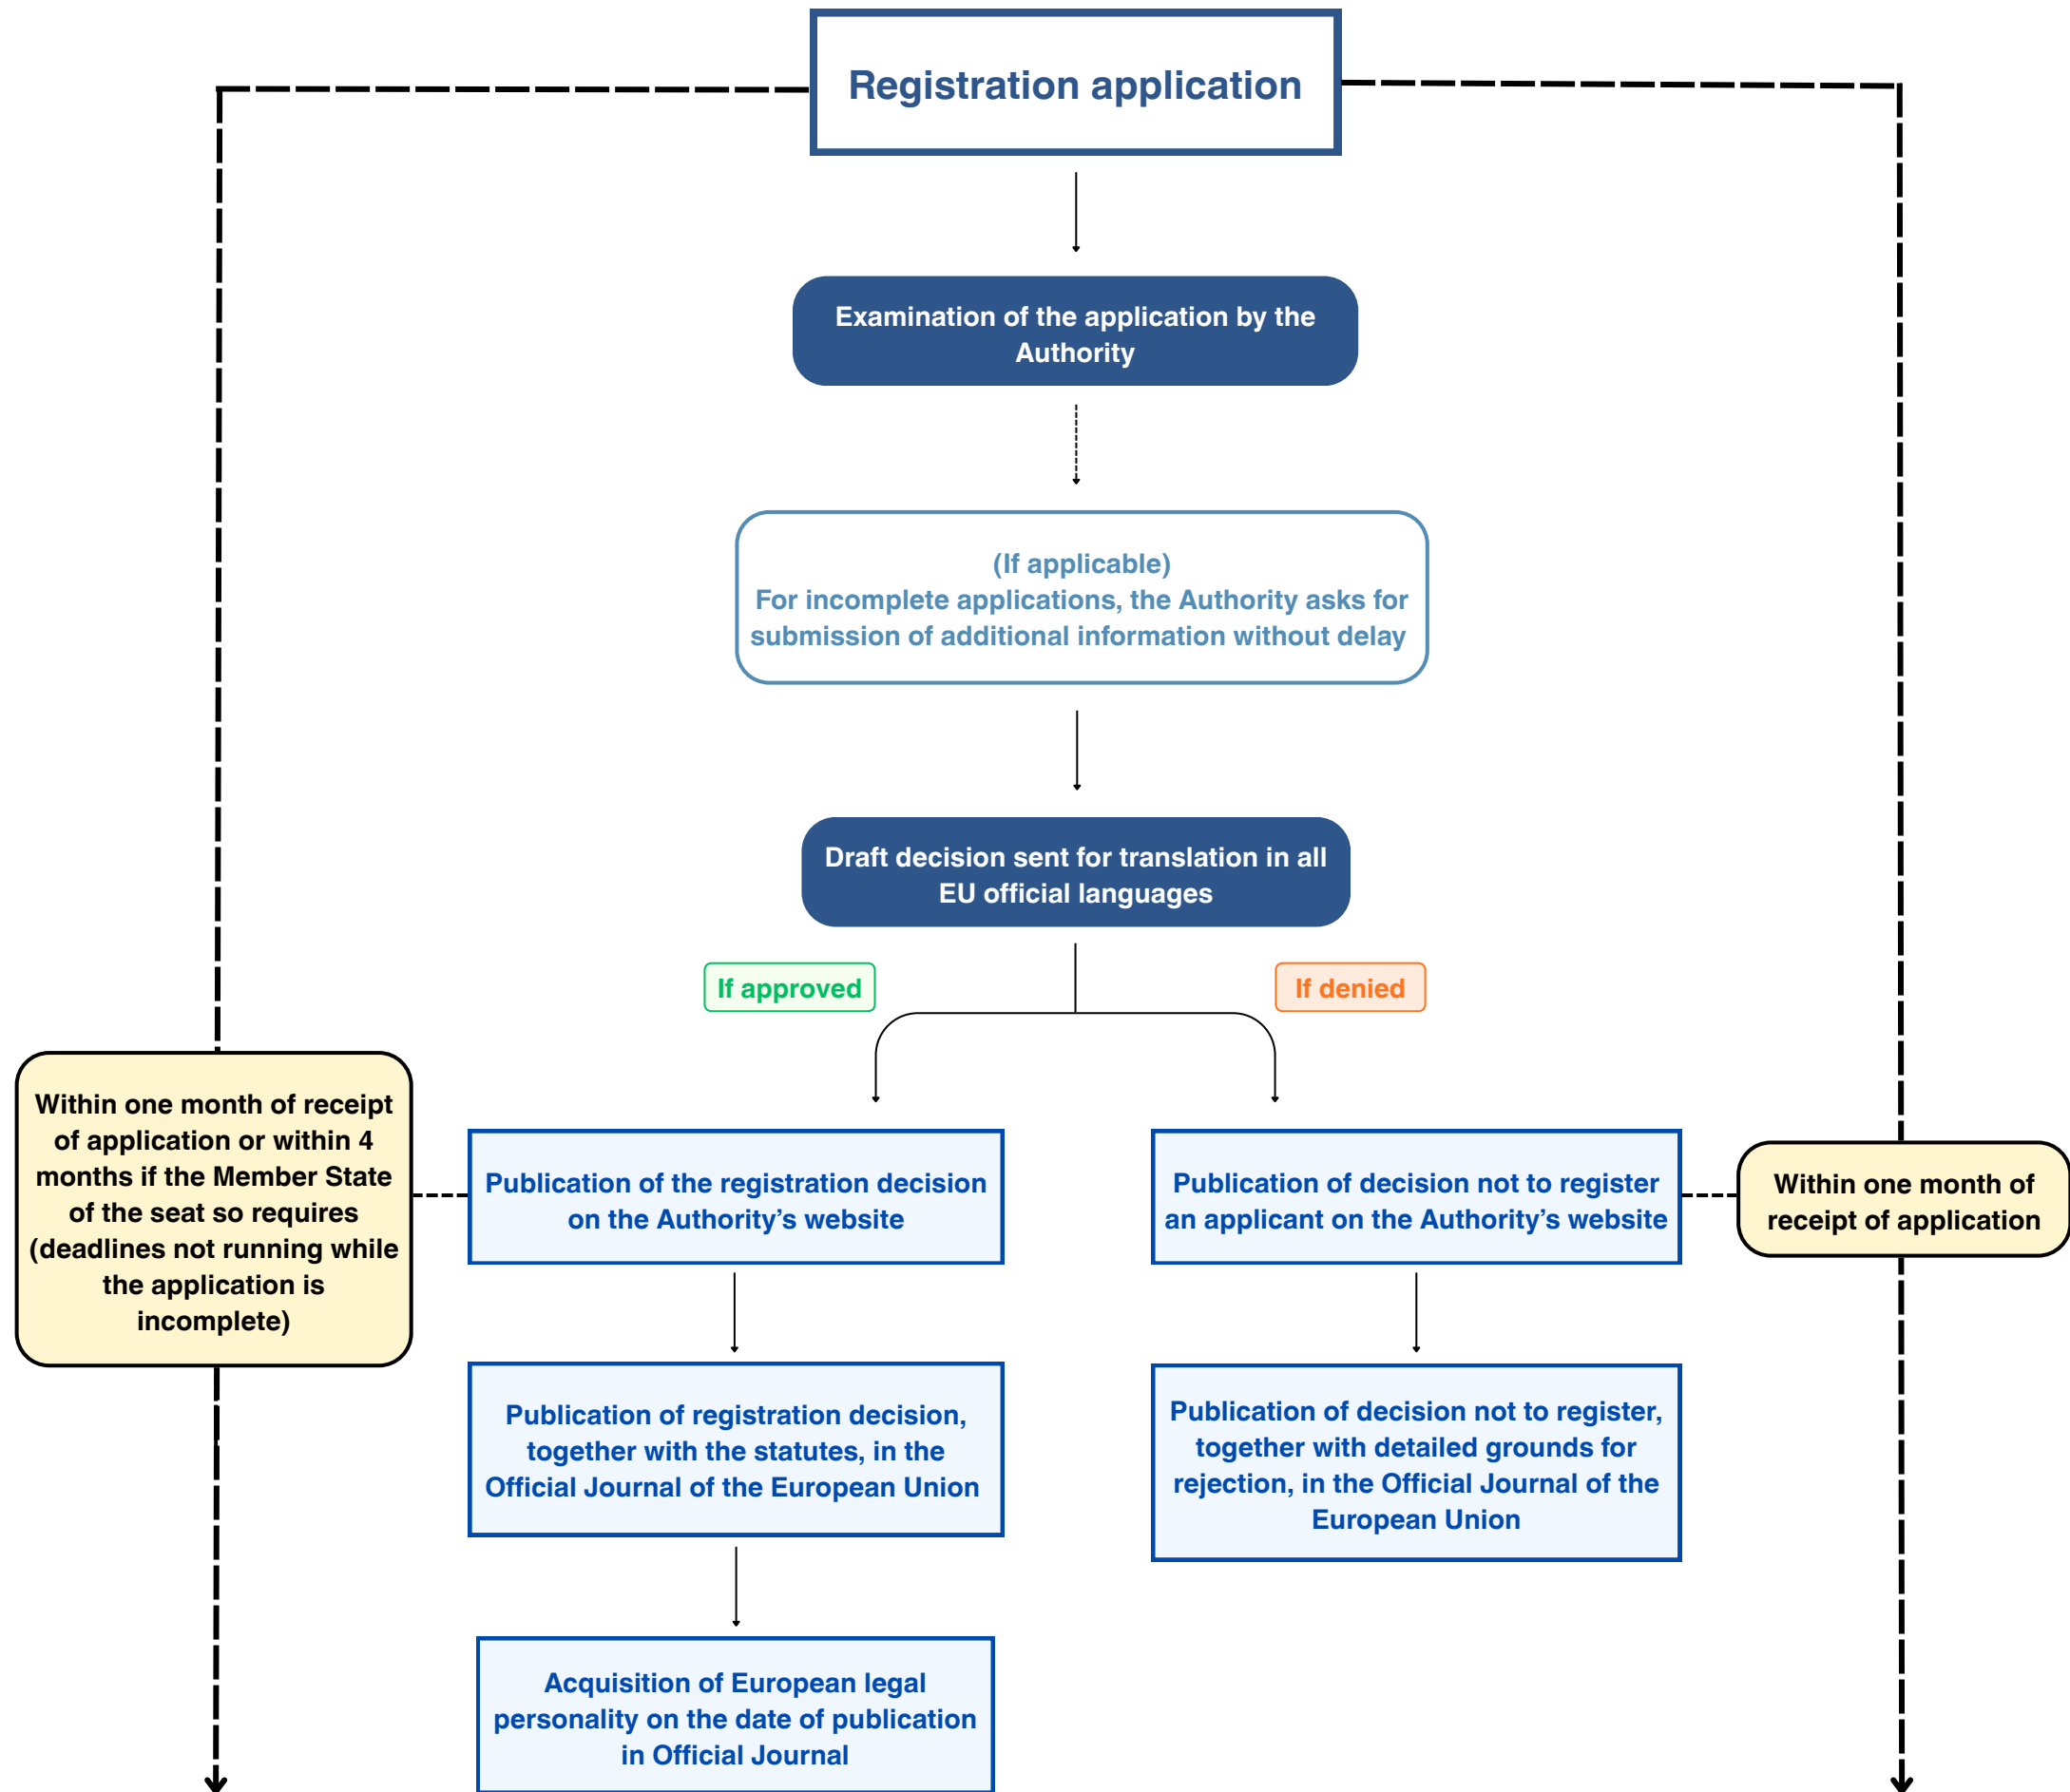 Registration application
Examination of the application by the
Authority
(If applicable)
For incomplete applications, the Authority asks for
submission of additional information without delay
Draft decision sent for translation in all
EU official languages
If approved
If denied
Within one month of receipt
of application or within 4
months if the Member State
of the seat so requires
(deadlines not running while
the application is
incomplete)
Publication of the registration decision
on the Authority’s website
Publication of decision not to register
an applicant on the Authority’s website
Within one month of
receipt of application
Publication of registration decision,
together with the statutes, in the
Official Journal of the European Union
Publication of decision not to register,
together with detailed grounds for
rejection, in the Official Journal of the
European Union
Acquisition of European legal
personality on the date of publication
in Official Journal